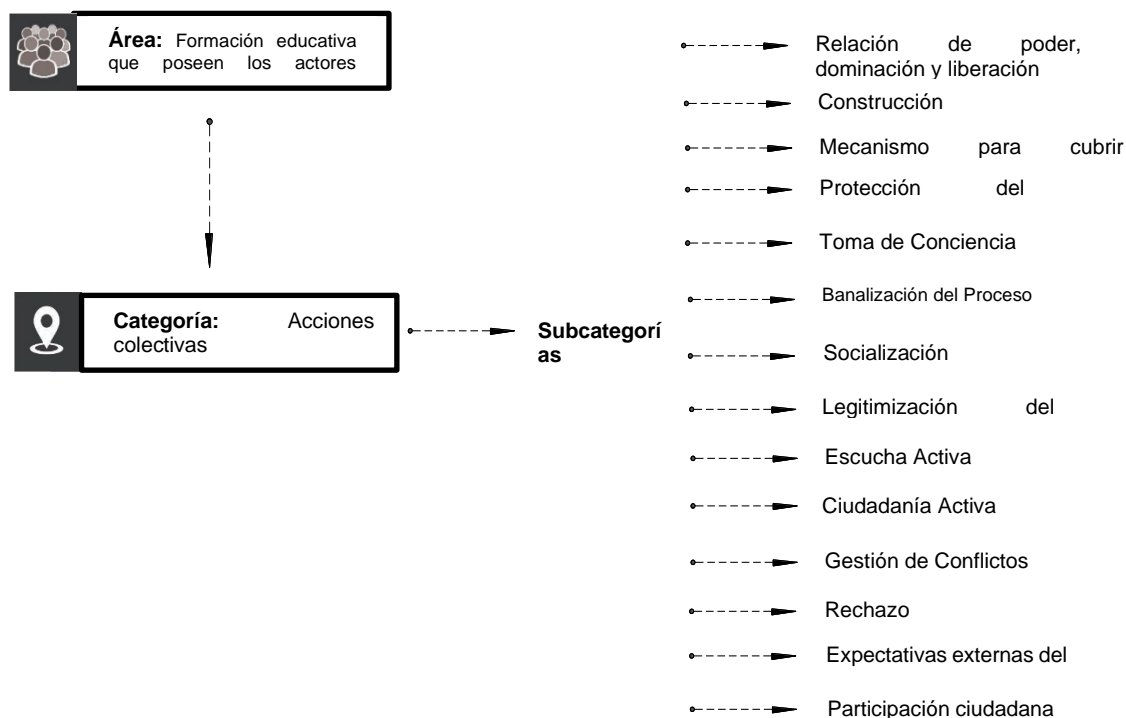 Área: Formación educativa
que poseen los actores
Relación de poder,
dominación y liberación
Construcción
Mecanismo para cubrir
Protección del
Toma de Conciencia
Banalización del Proceso
Categoría: Acciones
colectivas
Subcategorí
as
Socialización
Legitimización del
Escucha Activa
Ciudadanía Activa
Gestión de Conflictos
Rechazo
Expectativas externas del
Participación ciudadana